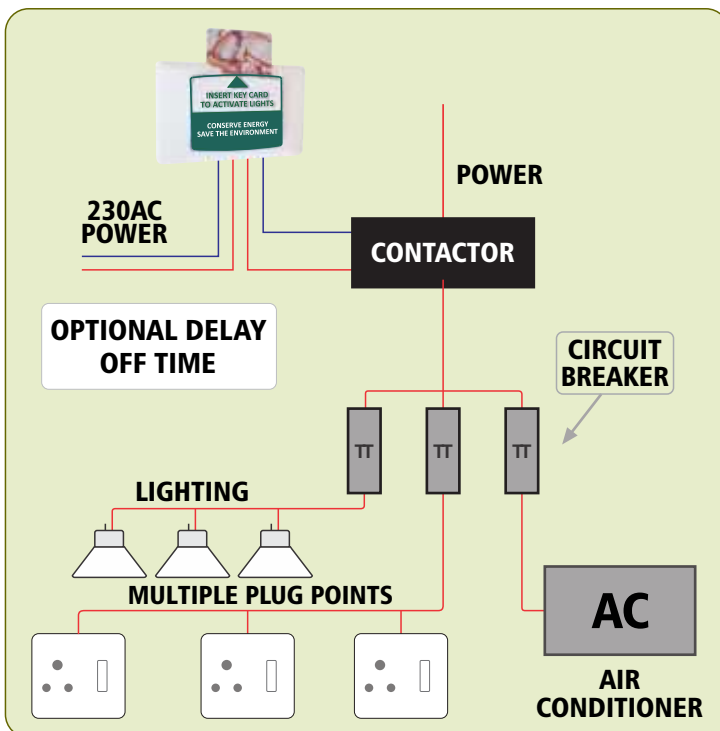 INSERT KEY CARD
TO ACTIVATE LIGHTS
CONSERVE ENERGY
SAVE THE ENVIRONMENT
POWER
230AC
POWER
CONTACTOR
OPTIONAL DELAY
OFF TIME
CIRCUIT
BREAKER
TT
TT
TT
LIGHTING
MULTIPLE PLUG POINTS
AC
AIR
CONDITIONER